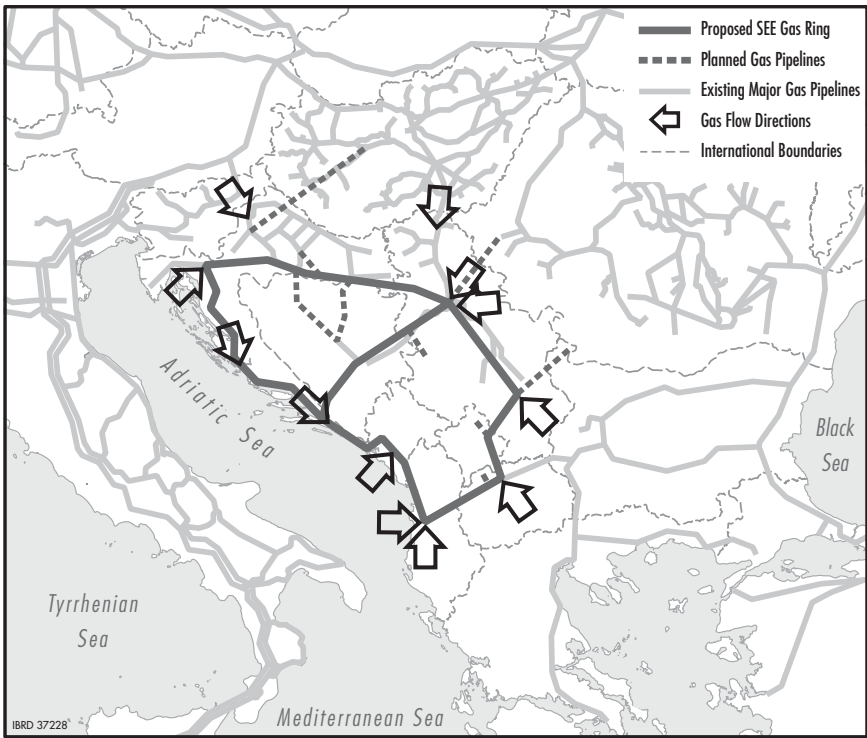 Proposed SEE Gas Ring
Planned Gas Pipelines
Existing Major Gas Pipelines
Gas Flow Directions
International Boundaries
Adriatic Sea
Black
Sea
Tyrrhenian
Sea
Mediterranean Sea
IBRD 37228